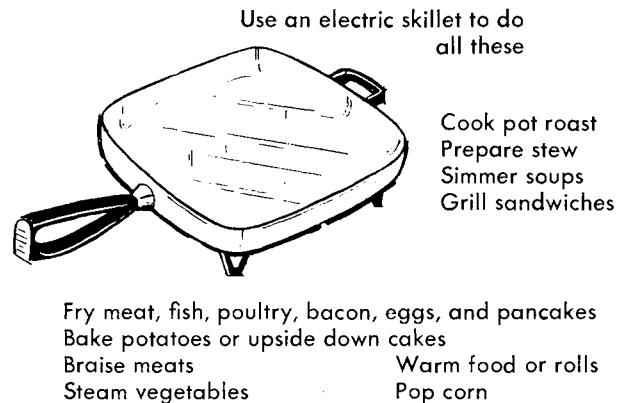 Use an electric skillet to do
all these
Cook pot roast
Prepare stew
Simmer soups
Grill sandwiches
Fry meat, fish, poultry, bacon, eggs, and pancakes
Bake potatoes or upside down cakes
Braise meats
Warm food or rolls
Steam vegetables
Pop corn